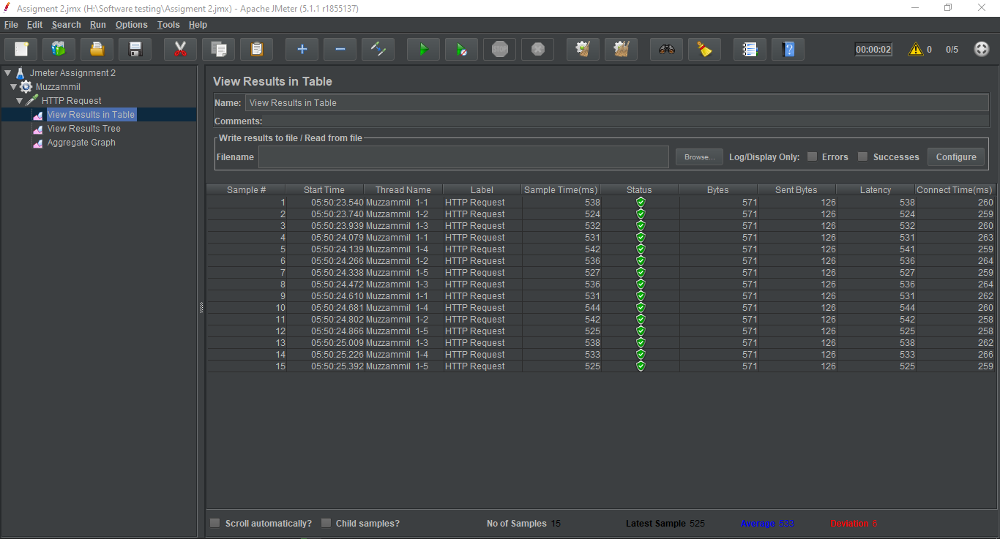 Assigment 2.jmx (H:\Software testing\Assigment 2.jmx) - Apache JMeter (5.1.1 r1855137)
File Edit Search Run Options Tools Help
STOP 00:00:02 0 0/5
Jmeter Assignment 2
Muzzammil
HTTP Request
View Results in Table
View Results Tree
Aggregate Graph
View Results in Table
Name: View Results in Table
Comments:
Write results to file / Read from file
Filename Browse... Log/Display Only: Errors Successes Configure
Sample # Start Time Thread Name Label Sample Time(ms) Status Bytes Sent Bytes Latency Connect Time(ms)
1 05:50:23.540 Muzzammil 1-1 HTTP Request 538 571 126 538 260
2 05:50:23.740 Muzzammil 1-2 HTTP Request 524 571 126 524 259
3 05:50:23.939 Muzzammil 1-3 HTTP Request 532 571 126 532 260
4 05:50:24.079 Muzzammil 1-1 HTTP Request 531 571 126 531 263
5 05:50:24.139 Muzzammil 1-4 HTTP Request 542 571 126 541 259
6 05:50:24.266 Muzzammil 1-2 HTTP Request 536 571 126 536 264
7 05:50:24.338 Muzzammil 1-5 HTTP Request 527 571 126 527 259
8 05:50:24.472 Muzzammil 1-3 HTTP Request 536 571 126 536 264
9 05:50:24.610 Muzzammil 1-1 HTTP Request 531 571 126 531 262
10 05:50:24.681 Muzzammil 1-4 HTTP Request 544 571 126 544 260
11 05:50:24.802 Muzzammil 1-2 HTTP Request 542 571 126 542 258
12 05:50:24.866 Muzzammil 1-5 HTTP Request 525 571 126 525 258
13 05:50:25.009 Muzzammil 1-3 HTTP Request 538 571 126 538 262
14 05:50:25.226 Muzzammil 1-4 HTTP Request 533 571 126 533 266
15 05:50:25.392 Muzzammil 1-5 HTTP Request 525 571 126 525 259
Scroll automatically? Child samples? No of Samples 15 Latest Sample 525 Average 533 Deviation 6